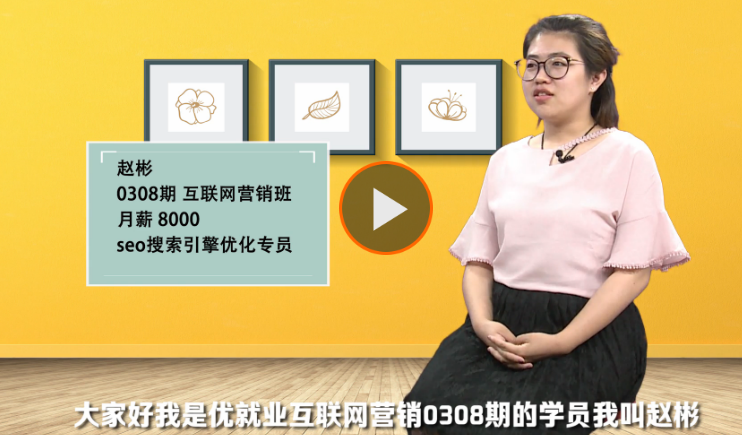 赵彬
0308期 互联网营销班
月薪 8000
seo搜索引擎优化专员
大家好我是优就业互联网营销0308期的学员我叫赵彬